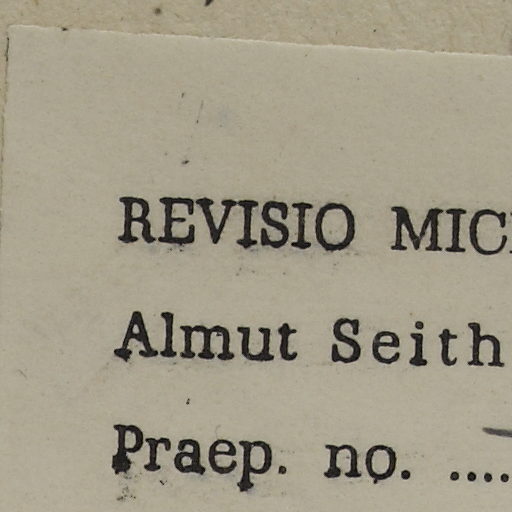 REVISIO MIC
Almut Seith
Praep. no. ....